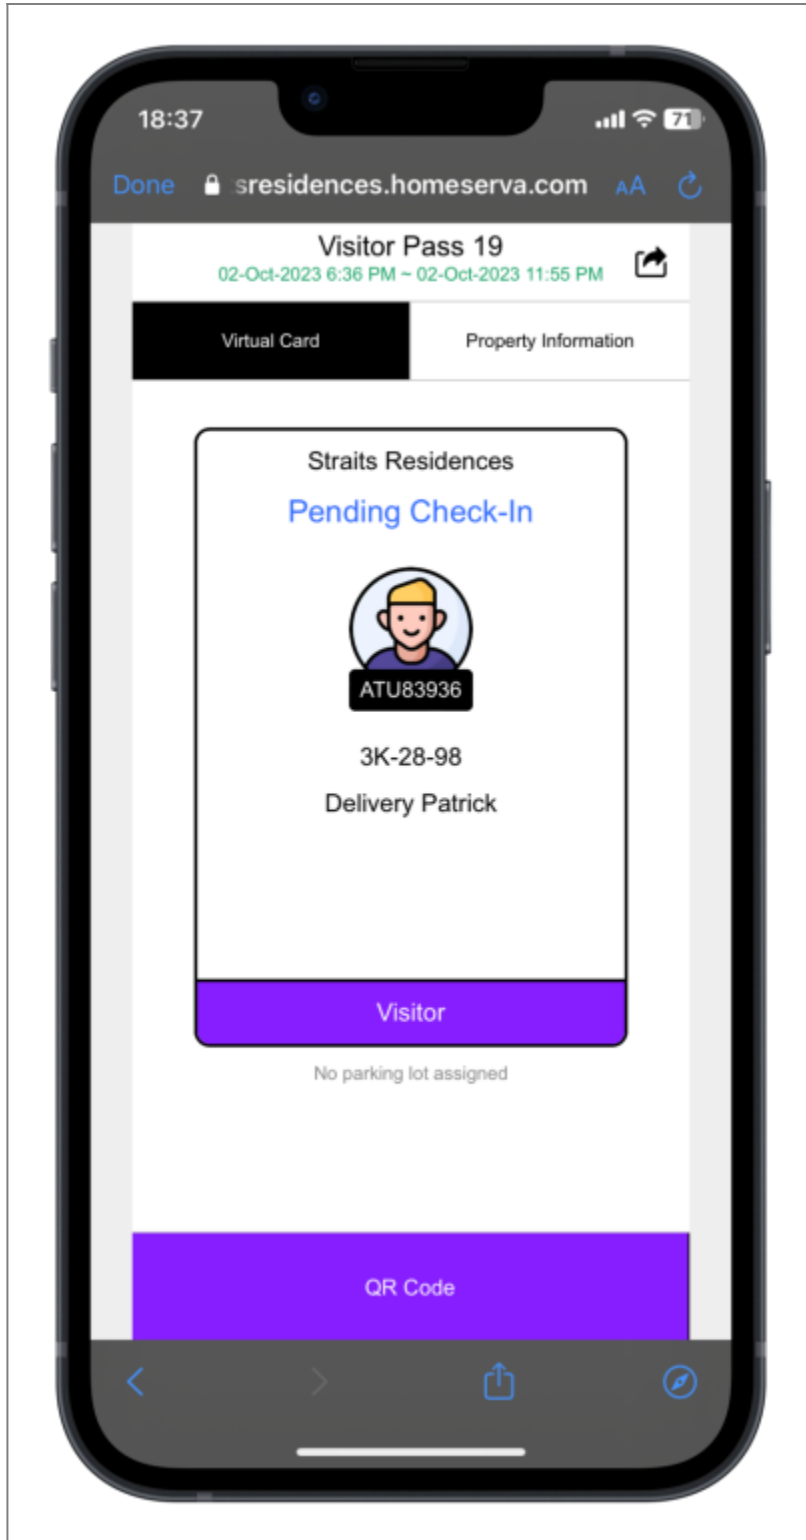 18:37
71
Done sresidences.homeserva.com AA
Visitor Pass 19
02-Oct-2023 6:36 PM ~ 02-Oct-2023 11:55 PM
Virtual Card Property Information
Straits Residences
Pending Check-In
ATU83936
3K-28-98
Delivery Patrick
Visitor
No parking lot assigned
QR Code